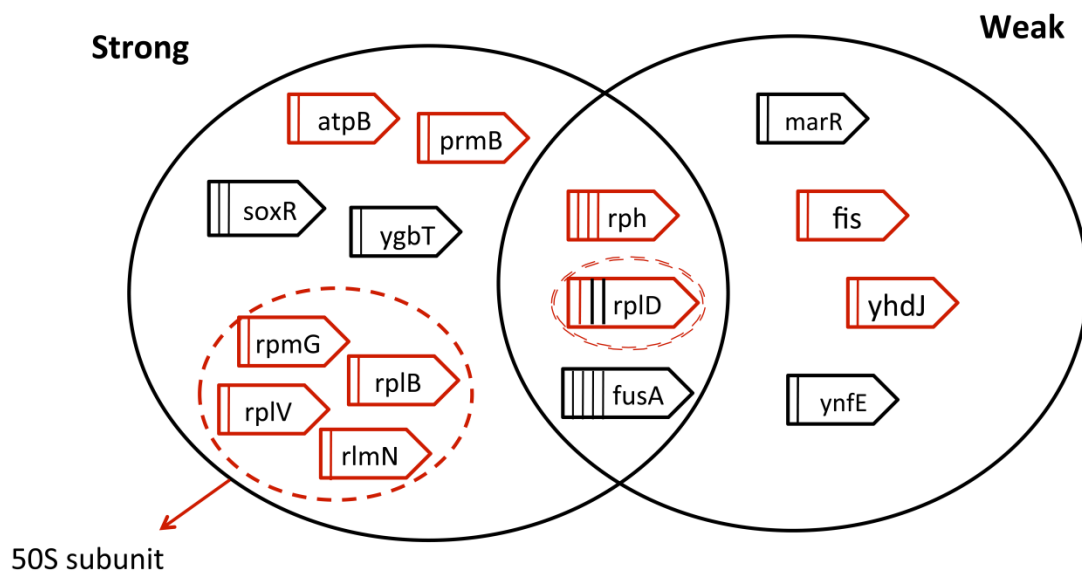 Strong
Weak
atpB
prmB
marR
soxR
ygbT
rph
fis
rplD
yhdJ
rpmG
rplB
fusA
ynfE
rplV
rlmN
50S subunit